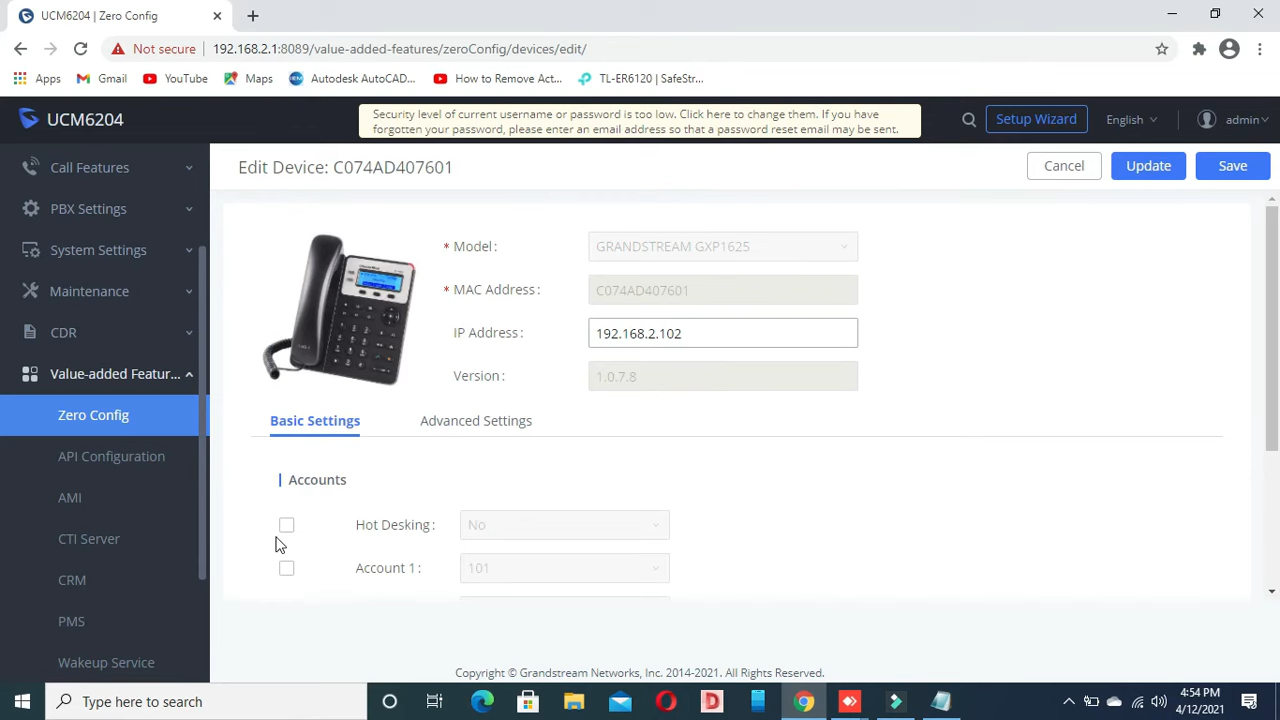 UCM6204 | Zero Config
Not secure
192.168.2.1:8089/value-added-features/zeroConfig/devices/edit/
Apps
Gmail
YouTube
Maps
Autodesk AutoCAD...
How to Remove Act...
TL-ER6120 | SafeStr...
UCM6204
Security level of current username or password is too low. Click here to change them. If you have
forgotten your password, please enter an email address so that a password reset email may be sent.
Setup Wizard
English
admin
Call Features
PBX Settings
System Settings
Maintenance
CDR
Value-added Featur...
Zero Config
API Configuration
AMI
CTI Server
CRM
PMS
Wakeup Service
Edit Device: C074AD407601
Cancel
Update
Save
* Model :
GRANDSTREAM GXP1625
* MAC Address :
C074AD407601
IP Address :
192.168.2.102
Version :
1.0.7.8
Basic Settings
Advanced Settings
Accounts
Hot Desking :
No
Account 1 :
101
Copyright © Grandstream Networks, Inc. 2014-2021. All Rights Reserved.
Type here to search
4:54 PM
4/12/2021